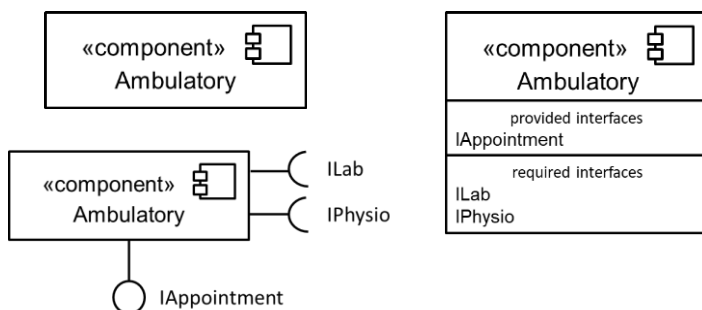 «component»
Ambulatory
«component»
Ambulatory
ILab
IPhysio
IAppointment
«component»
Ambulatory
provided interfaces
IAppointment
required interfaces
ILab
IPhysio